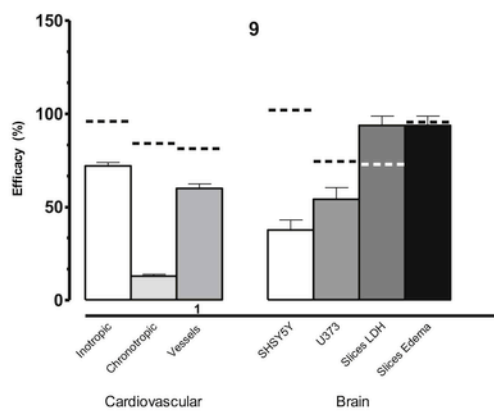 9
Efficacy (%)
150
100
50
0
1
Inotropic
Chronotropic
Vessels
SHSY5Y
U373
Slices LDH
Slices Edema
Cardiovascular
Brain